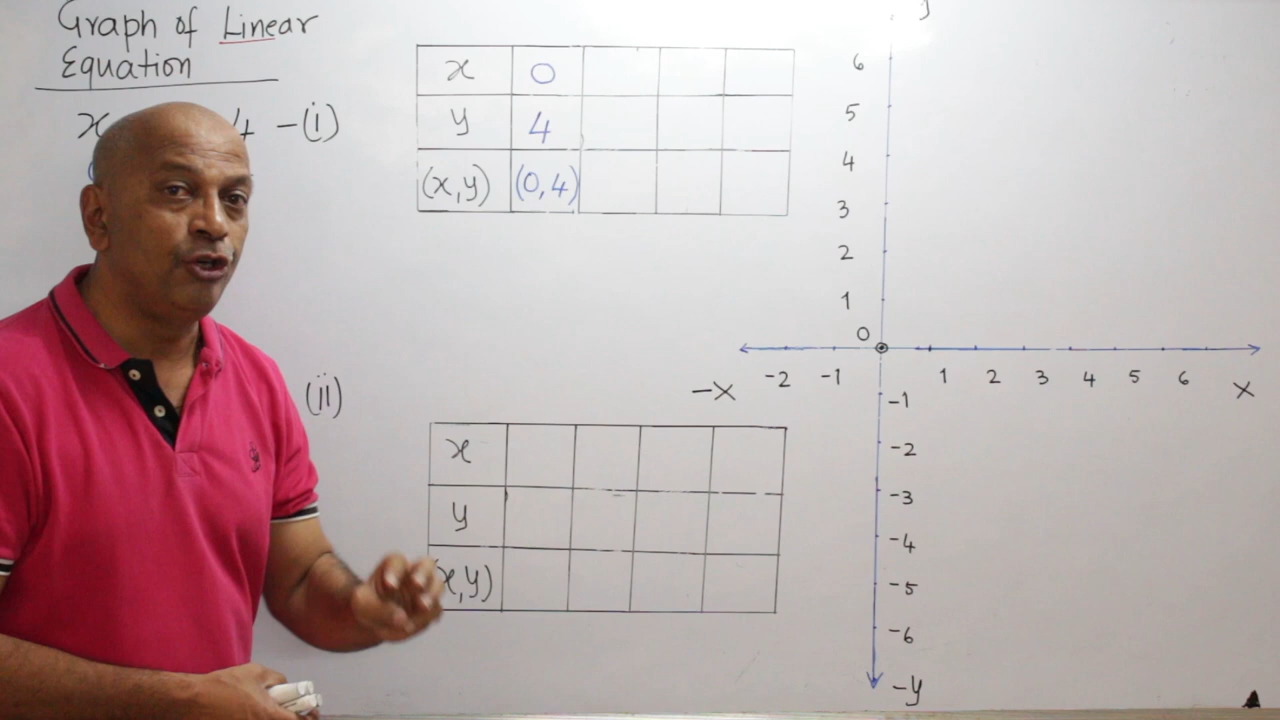 Graph of Linear
Equation
x 4 -(i)
(ii)
x 0
y 4
(x,y) (0,4)
x
y
(x,y)
6
5
4
3
2
1
0
-2 -1 1 2 3 4 5 6
-X X
-1
-2
-3
-4
-5
-6
-y